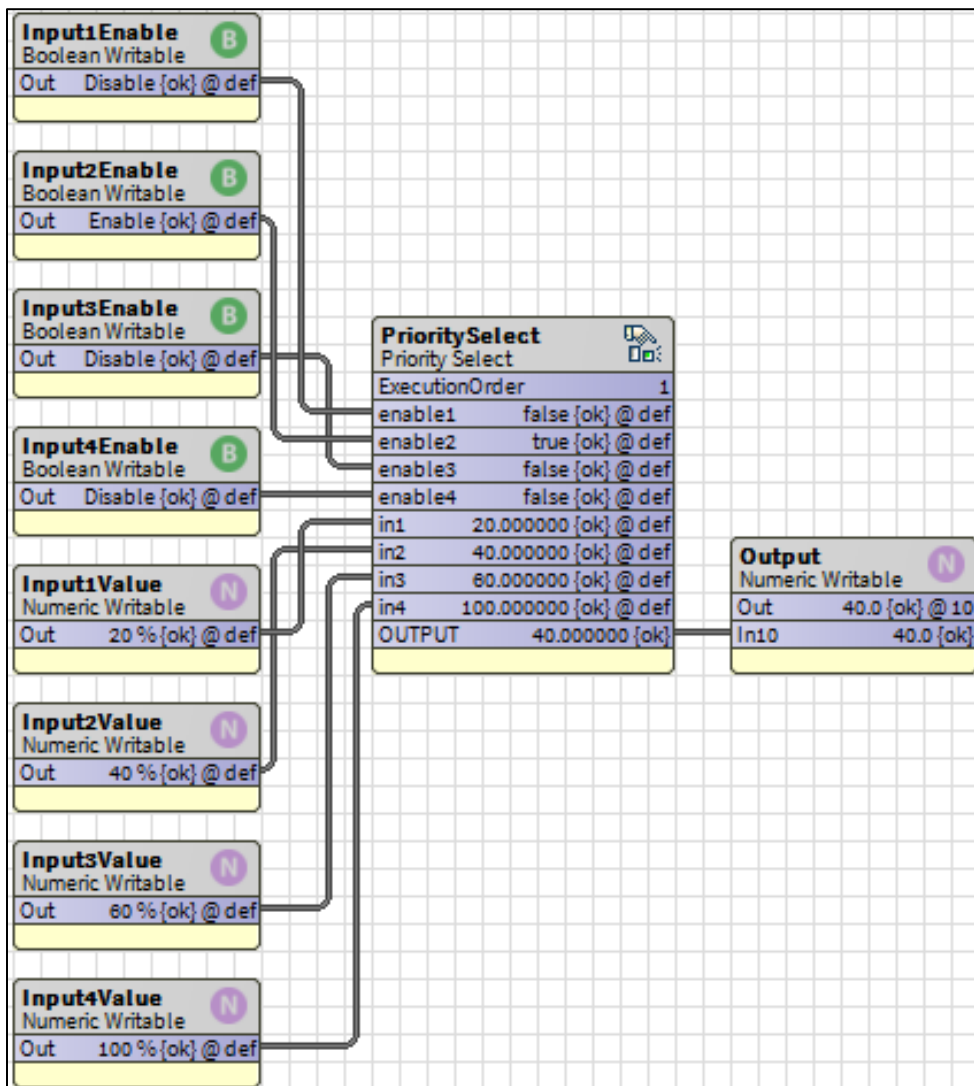 Input1Enable
B
Boolean Writable
Out Disable {ok} @ def
Input2Enable
B
Boolean Writable
Out Enable {ok} @ def
Input3Enable
B
Boolean Writable
Out Disable {ok} @ def
Input4Enable
B
Boolean Writable
Out Disable {ok} @ def
Input1Value
N
Numeric Writable
Out 20 % {ok} @ def
Input2Value
N
Numeric Writable
Out 40 % {ok} @ def
Input3Value
N
Numeric Writable
Out 60 % {ok} @ def
Input4Value
N
Numeric Writable
Out 100 % {ok} @ def
PrioritySelect
Priority Select
ExecutionOrder 1
enable1 false {ok} @ def
enable2 true {ok} @ def
enable3 false {ok} @ def
enable4 false {ok} @ def
in1 20.000000 {ok} @ def
in2 40.000000 {ok} @ def
in3 60.000000 {ok} @ def
in4 100.000000 {ok} @ def
OUTPUT 40.000000 {ok}
Output
N
Numeric Writable
Out 40.0 {ok} @ 10
In10 40.0 {ok}